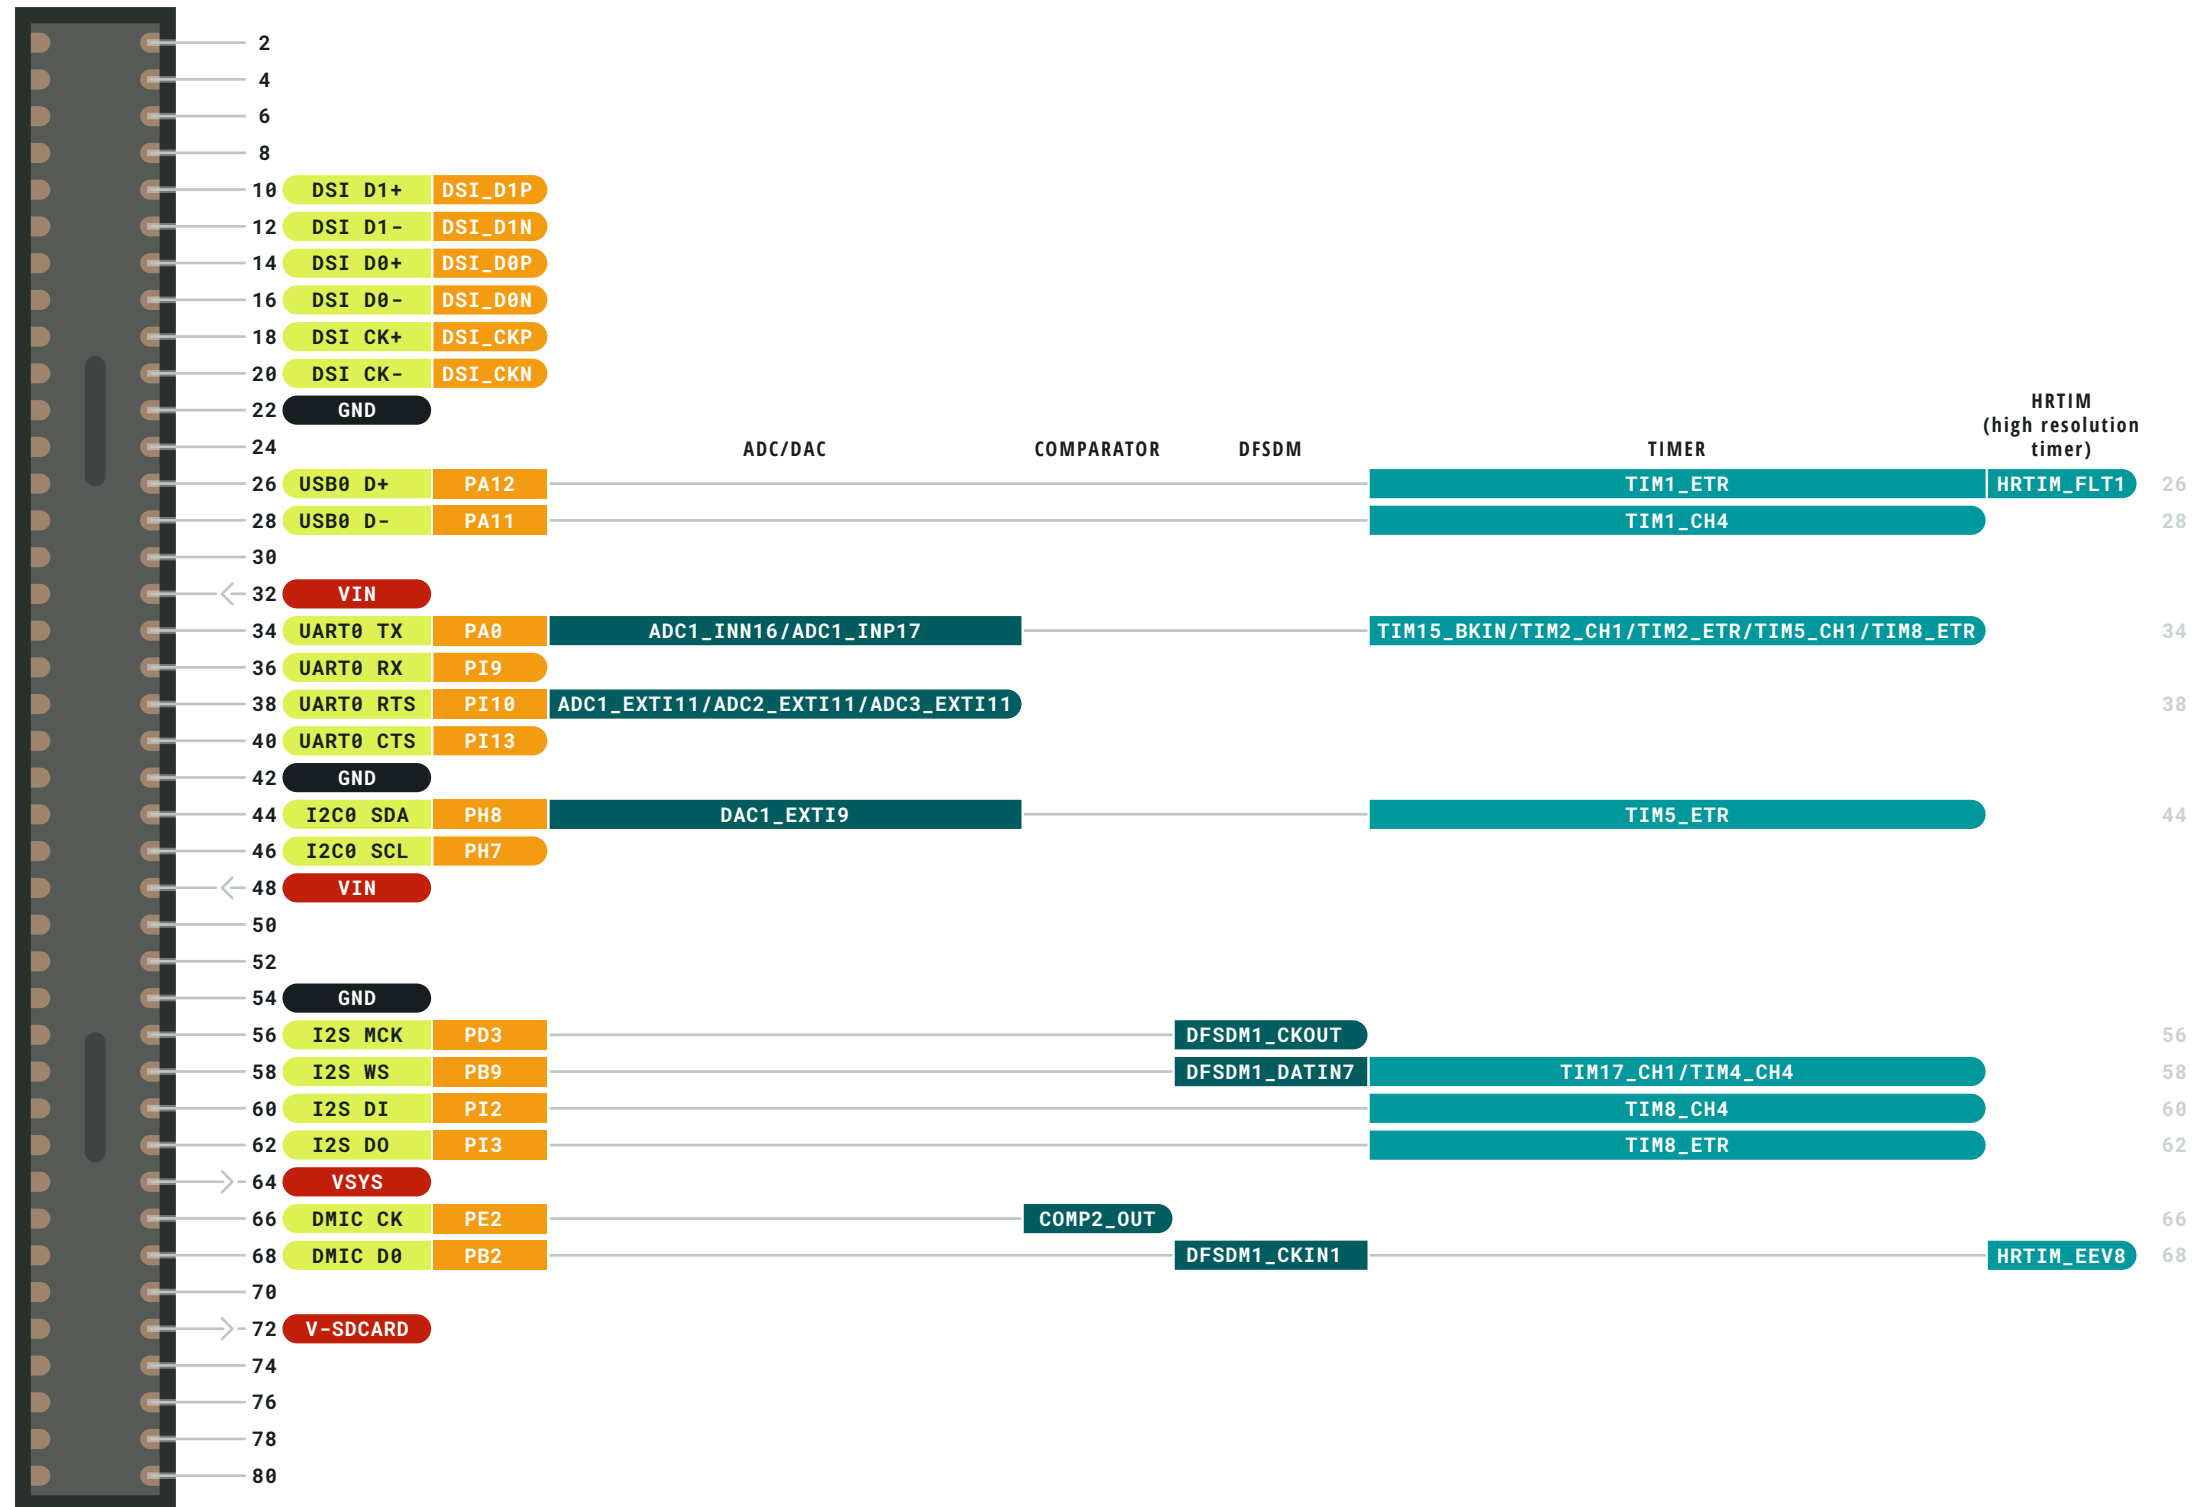 2
4
6
8
10 DSI D1+ DSI_D1P
12 DSI D1- DSI_D1N
14 DSI D0+ DSI_D0P
16 DSI D0- DSI_D0N
18 DSI CK+ DSI_CKP
20 DSI CK- DSI_CKN
22 GND
HRTIM
(high resolution
24 ADC/DAC COMPARATOR DFSDM TIMER timer)
26 USB0 D+ PA12 TIM1_ETR HRTIM_FLT1 26
28 USB0 D- PA11 TIM1_CH4 28
30
32 VIN
34 UART0 TX PA0 ADC1_INN16/ADC1_INP17 TIM15_BKIN/TIM2_CH1/TIM2_ETR/TIM5_CH1/TIM8_ETR 34
36 UART0 RX PI9
38 UART0 RTS PI10 ADC1_EXTI11/ADC2_EXTI11/ADC3_EXTI11 38
40 UART0 CTS PI13
42 GND
44 I2C0 SDA PH8 DAC1_EXTI9 TIM5_ETR 44
46 I2C0 SCL PH7
48 VIN
50
52
54 GND
56 I2S MCK PD3 DFSDM1_CKOUT 56
58 I2S WS PB9 DFSDM1_DATIN7 TIM17_CH1/TIM4_CH4 58
60 I2S DI PI2 TIM8_CH4 60
62 I2S DO PI3 TIM8_ETR 62
64 VSYS
66 DMIC CK PE2 COMP2_OUT 66
68 DMIC D0 PB2 DFSDM1_CKIN1 HRTIM_EEV8 68
70
72 V-SDCARD
74
76
78
80